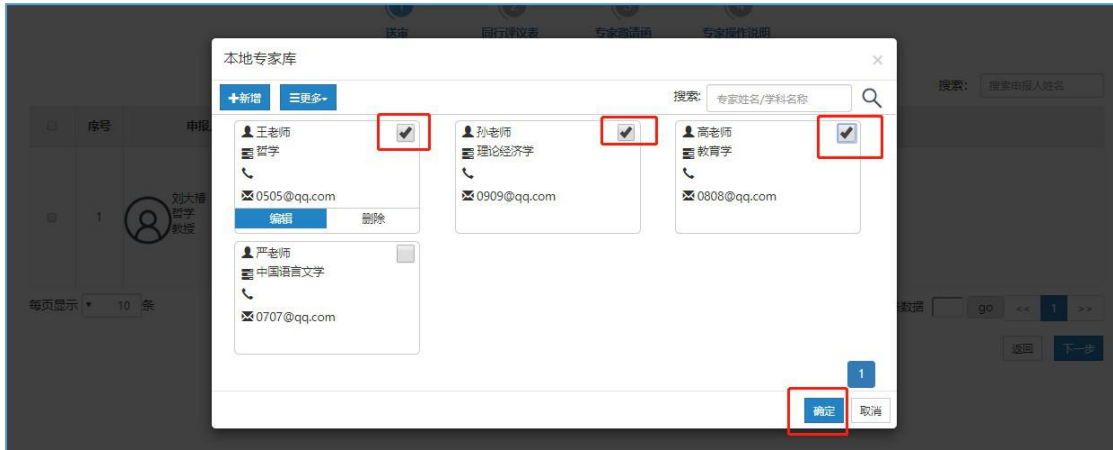 1 2 3 4
送审 同行评议表 专家邀请函 专家操作说明
本地专家库 ×
搜索: 搜索申报人姓名
新增 更多 搜索: 专家姓名/学科名称
序号 申报
王老师
哲学
0505@qq.com
编辑 删除
孙老师
理论经济学
0909@qq.com
高老师
教育学
0808@qq.com
1 刘大播
哲学
教授
严老师
中国语言文学
0707@qq.com
每页显示 10 条 数据 go << 1 >>
返回 下一步
1
确定 取消